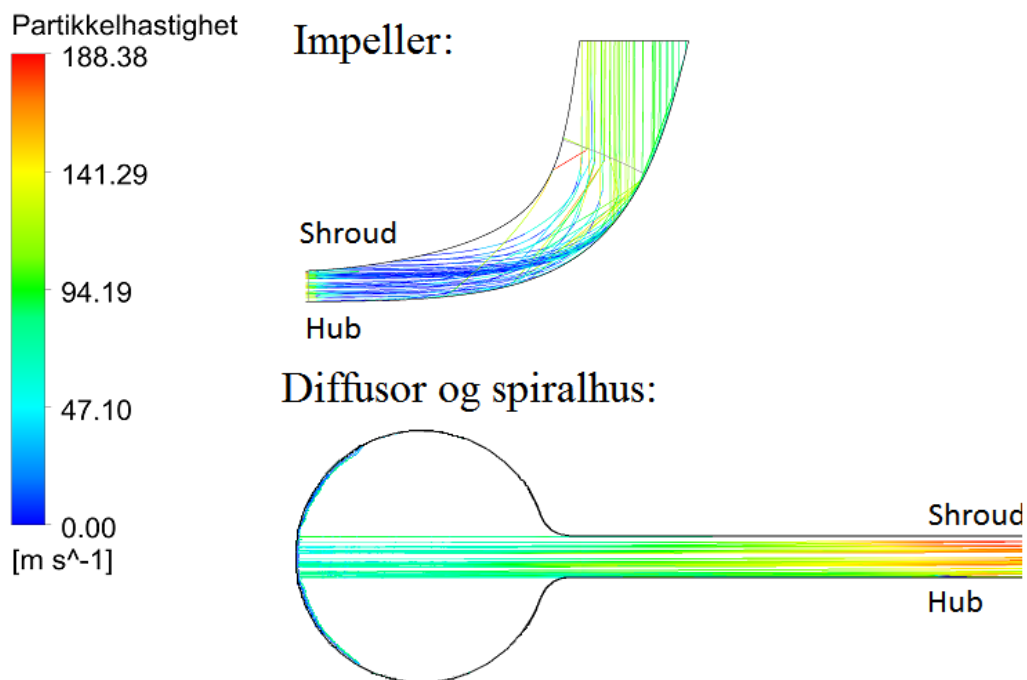 Partikkelhastighet
188.38
141.29
94.19
47.10
0.00
[m s^-1]
Impeller:
Shroud
Hub
Diffusor og spiralhus:
Shroud
Hub